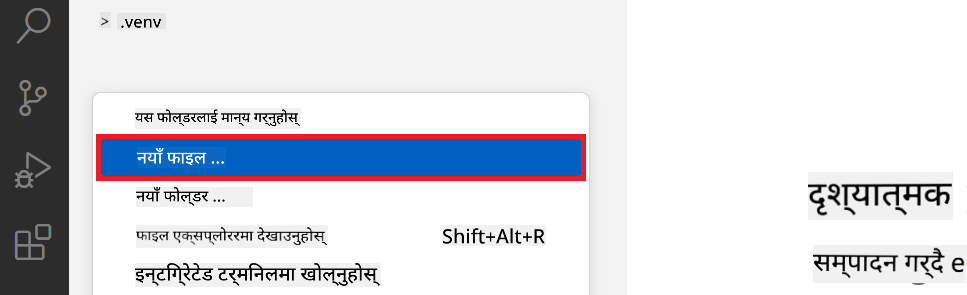 > .venv
यस फोल्डरलाई मान्य गर्नुहोस्
नयाँ फाइल ...
नयाँ फोल्डर ...
फाइल एक्सप्लोररमा देखाउनुहोस् Shift+Alt+R
इन्टिग्रेटेड टर्मिनलमा खोल्नुहोस्
दृश्यात्मक
सम्पादन गर्दै e